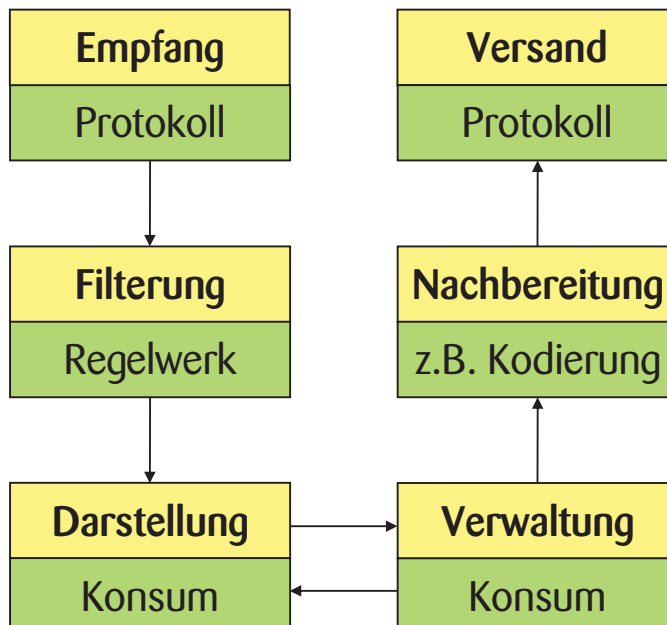 Empfang
Protokoll
Filterung
Regelwerk
Darstellung
Konsum
Versand
Protokoll
Nachbereitung
z.B. Kodierung
Verwaltung
Konsum